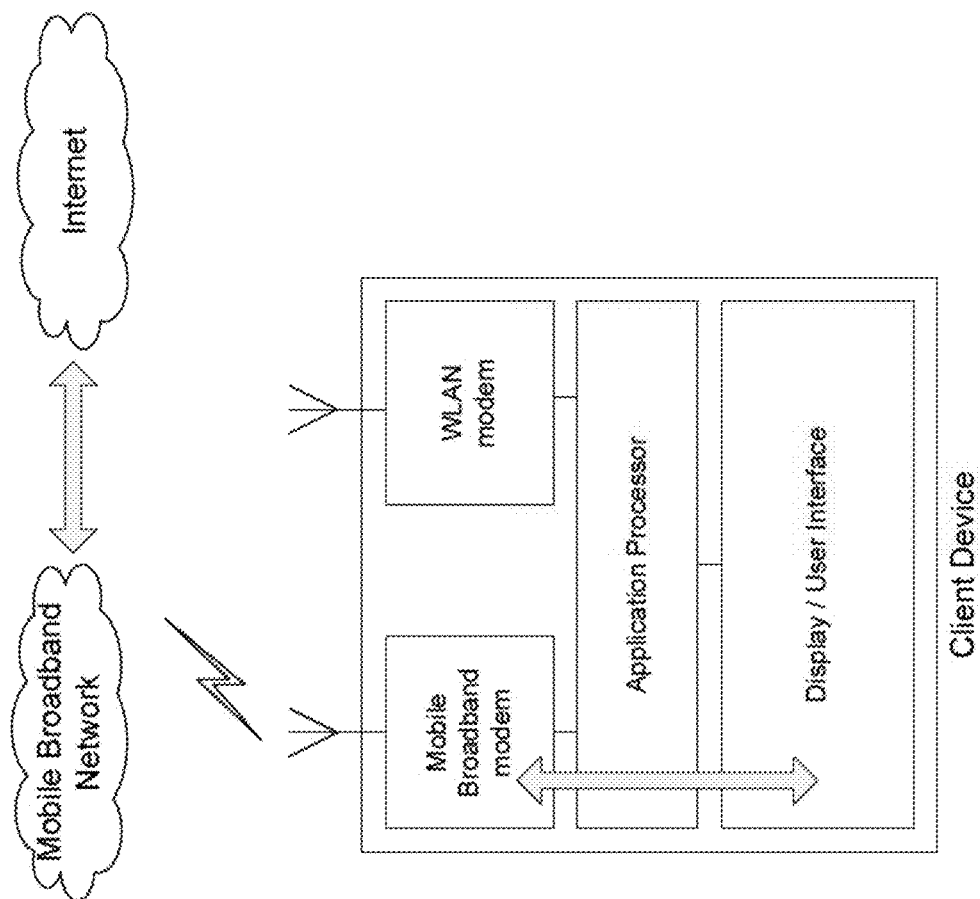 Mobile Broadband
Network
Internet
Mobile
Broadband
modem
WLAN
modem
Application Processor
Display / User Interface
Client Device